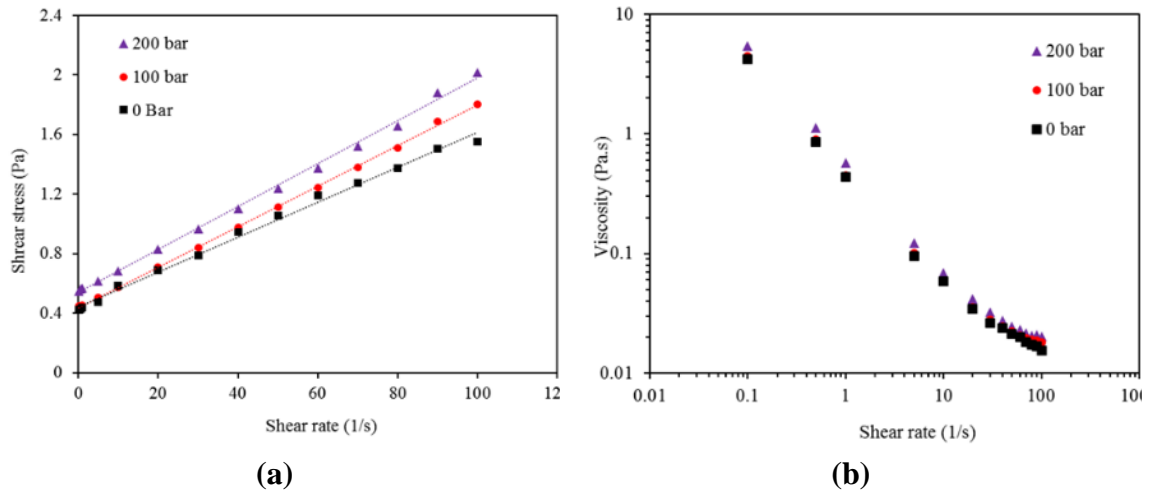 2.4
2
1.6
1.2
0.8
0.4
0
Shrear stress (Pa)
200 bar
100 bar
0 Bar
0 20 40 60 80 100 12
Shear rate (1/s)
(a)
10
1
0.1
0.01
Viscosity (Pa.s)
200 bar
100 bar
0 bar
0.01 0.1 1 10 100 100
Shear rate (1/s)
(b)